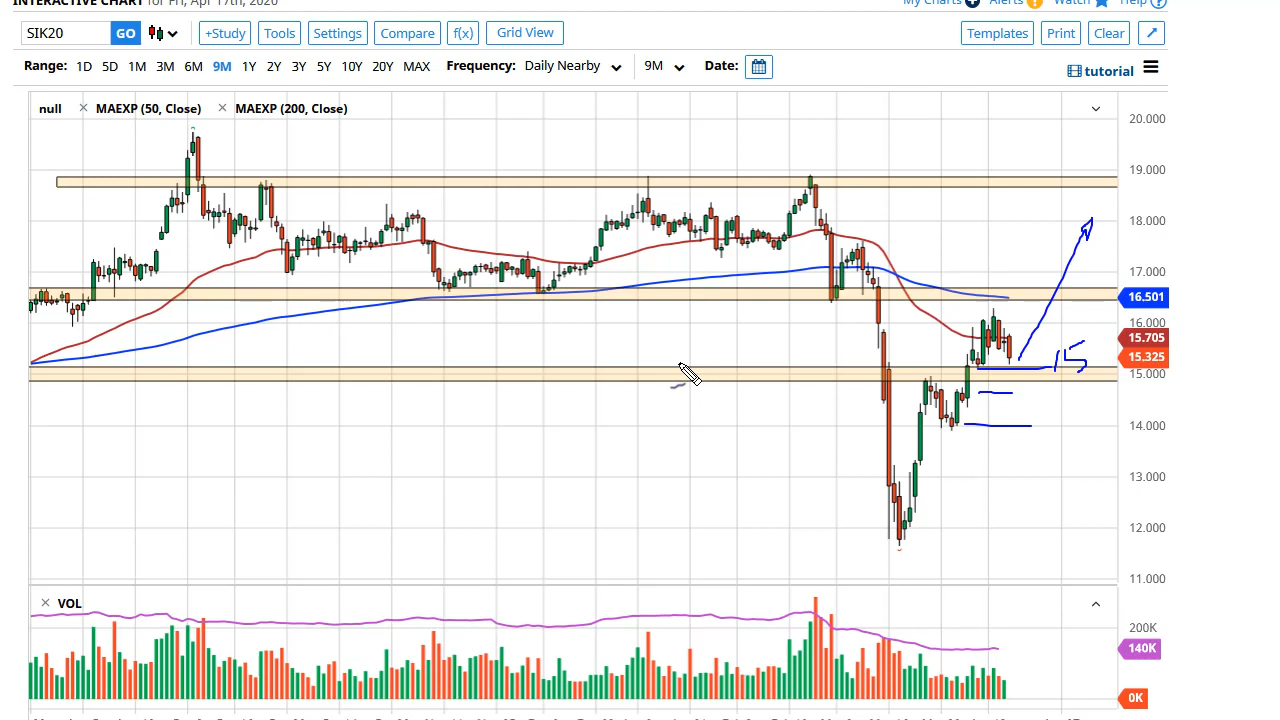 INTERACTIVE CHART for Fri, Apr 17th, 2020 My Charts Alerts Watch Help
SIK20 GO +Study Tools Settings Compare f(x) Grid View Templates Print Clear
Range: 1D 5D 1M 3M 6M 9M 1Y 2Y 3Y 5Y 10Y 20Y MAX Frequency: Daily Nearby 9M Date: tutorial
null MAEXP (50, Close) MAEXP (200, Close)
20.000
19.000
18.000
17.000
16.501
16.000
15.705
15.325
15
15.000
14.000
13.000
12.000
11.000
VOL
200K
140K
0K